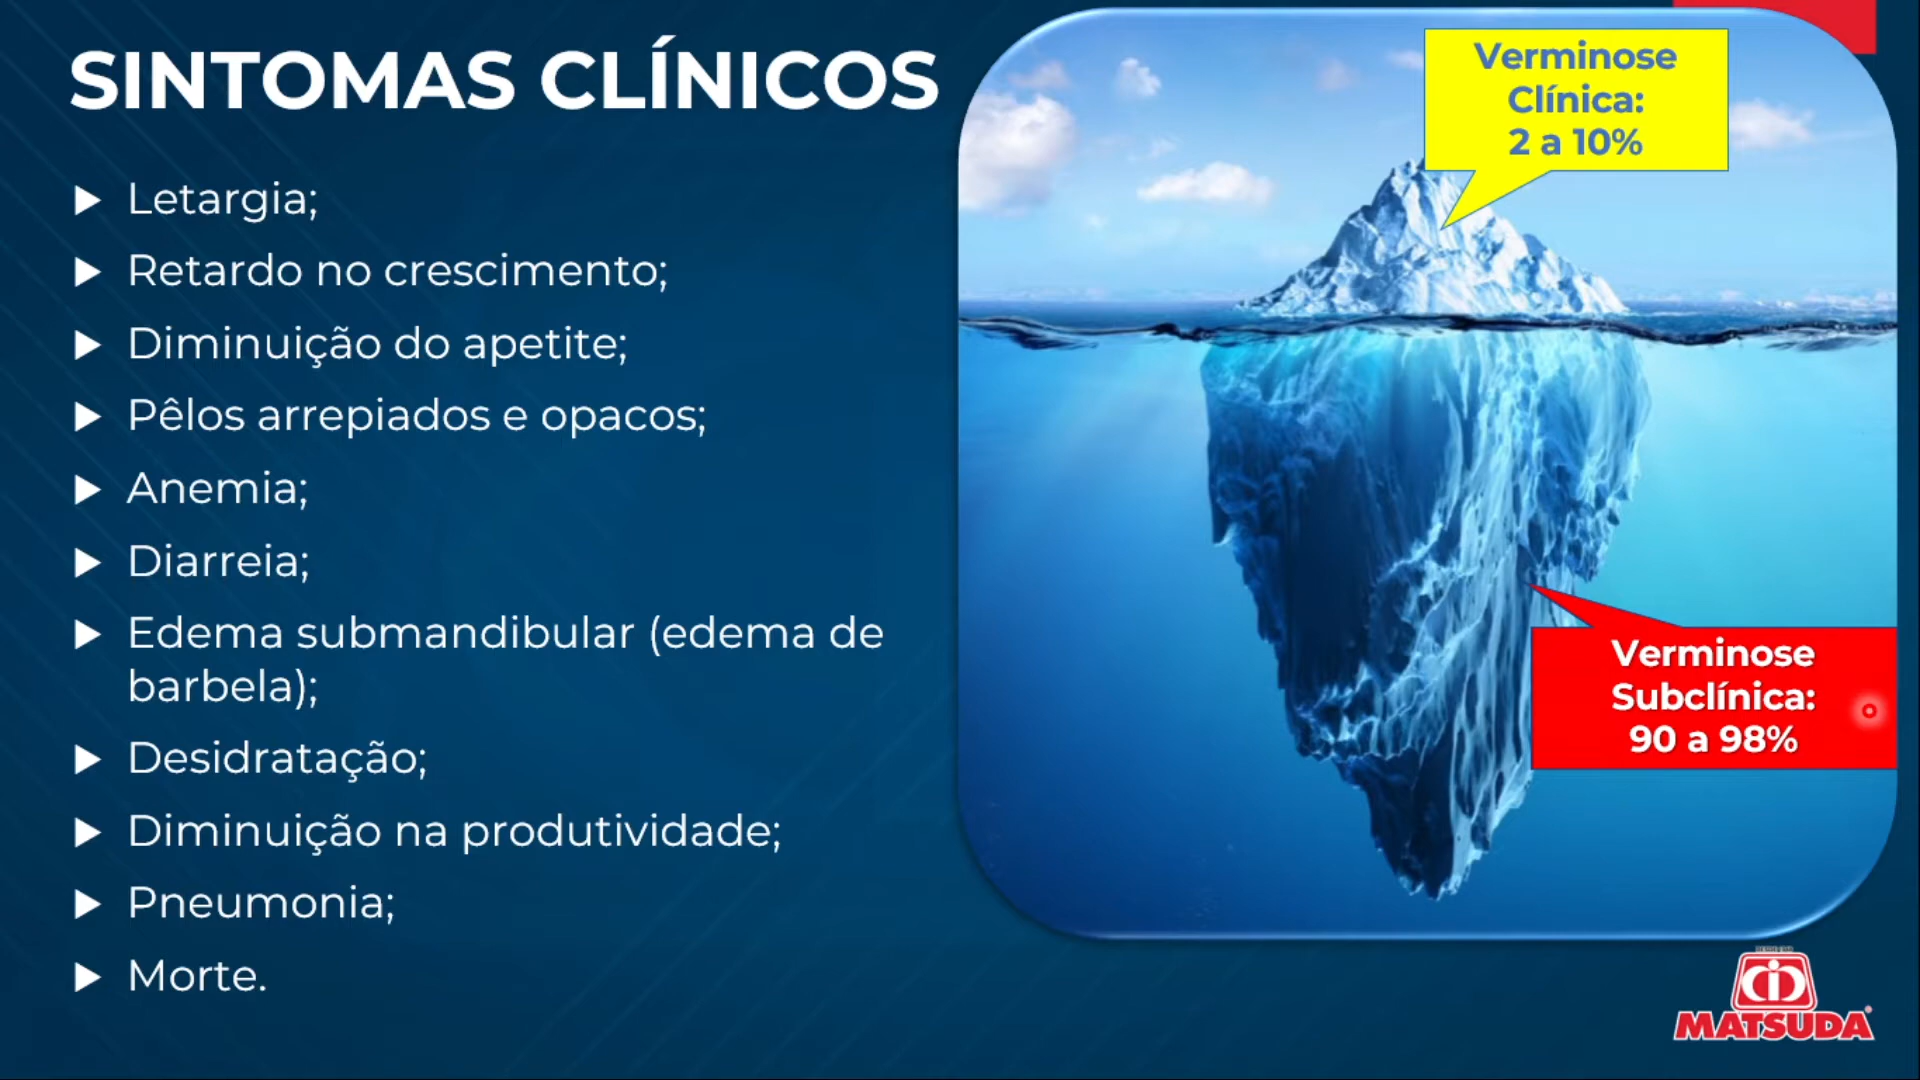 SINTOMAS CLÍNICOS
Letargia;
Retardo no crescimento;
Diminuição do apetite;
Pêlos arrepiados e opacos;
Anemia;
Diarreia;
Edema submandibular (edema de
barbela);
Desidratação;
Diminuição na produtividade;
Pneumonia;
Morte.
Verminose
Clínica:
2 a 10%
Verminose
Subclínica:
90 a 98%
MATSUDA